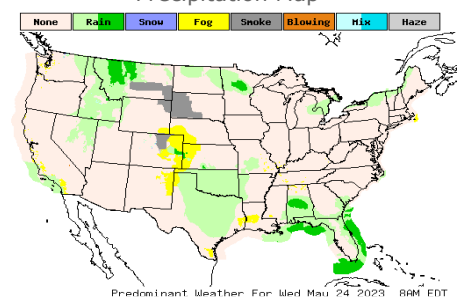 Precipitation Map
None Rain Snow Fog Smoke Blowing Mix Haze
Predominant Weather For Wed May 24 2023 8AM EDT